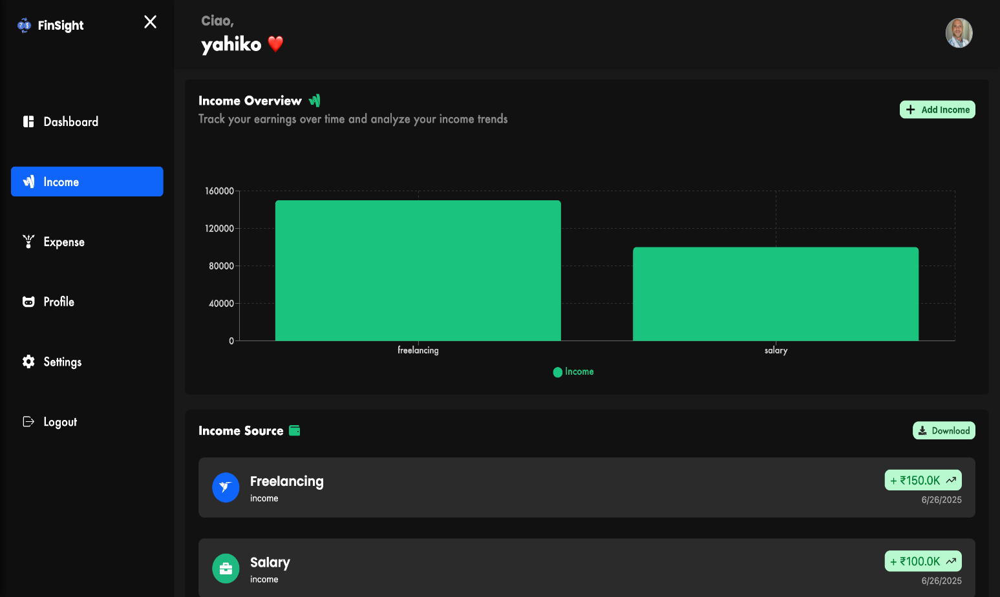 FinSight
Ciao,
yahiko ❤️
Dashboard
Income
Expense
Profile
Settings
Logout
Income Overview
Track your earnings over time and analyze your income trends
+ Add Income
160000
120000
80000
40000
0
freelancing
salary
Income
Income Source
Download
Freelancing
income
+ ₹150.0K
6/26/2025
Salary
income
+ ₹100.0K
6/26/2025